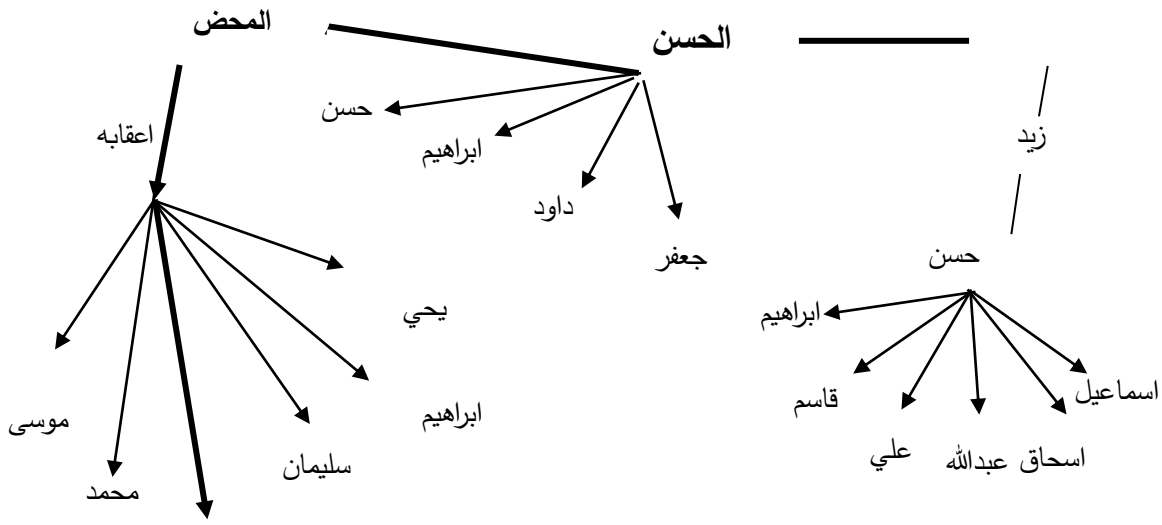 المحض
الحسن
حسن
اعقابه
ابراهيم
زيد
داود
جعفر
حسن
يحي
ابراهيم
موسى
ابراهيم
قاسم
اسماعيل
سليمان
علي
عبدالله
اسحاق
محمد